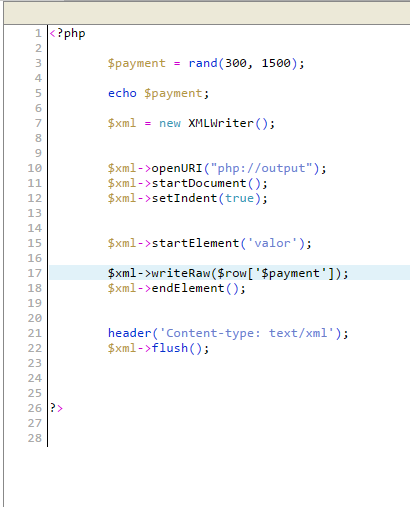 1 <?php
2
3 $payment = rand(300, 1500);
4
5 echo $payment;
6
7 $xml = new XMLWriter();
8
9
10 $xml->openURI("php://output");
11 $xml->startDocument();
12 $xml->setIndent(true);
13
14
15 $xml->startElement('valor');
16
17 $xml->writeRaw($row['$payment']);
18 $xml->endElement();
19
20
21 header('Content-type: text/xml');
22 $xml->flush();
23
24
25
26 ?>
27
28